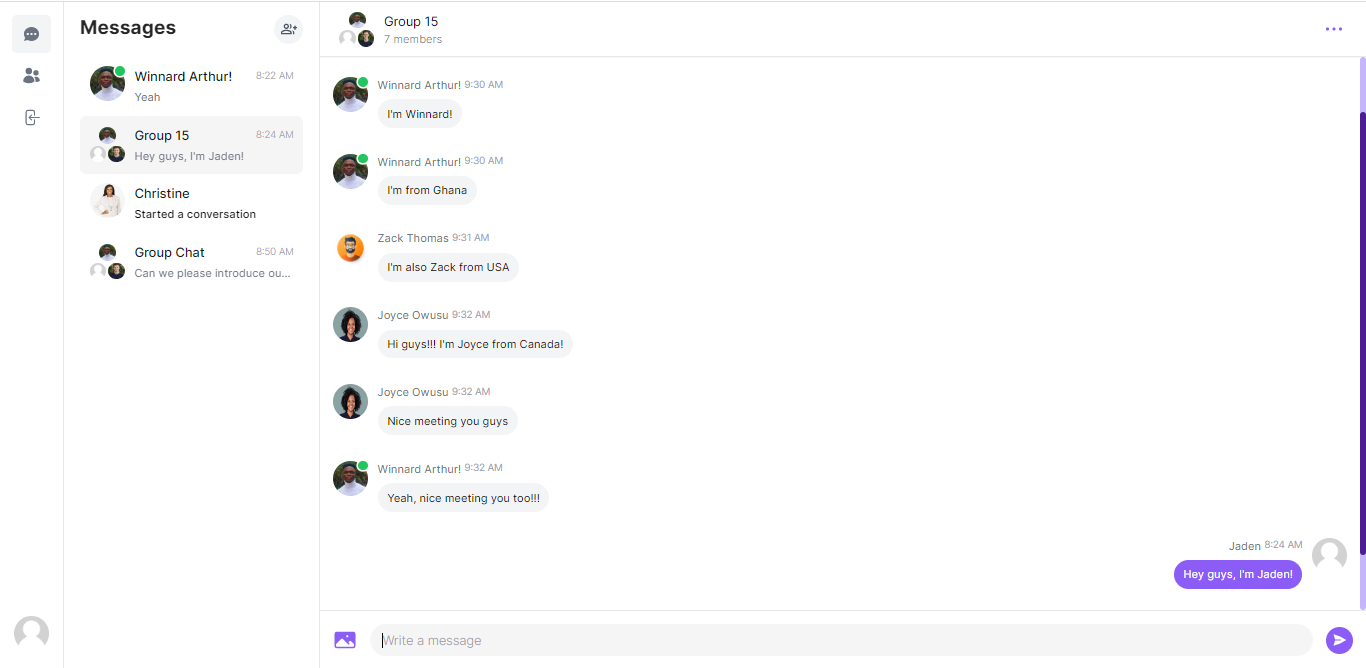 Messages
Winnard Arthur! 8:22 AM
Yeah
Group 15 8:24 AM
Hey guys, I'm Jaden!
Christine
Started a conversation
Group Chat 8:50 AM
Can we please introduce ou...
Group 15
7 members
Winnard Arthur! 9:30 AM
I'm Winnard!
Winnard Arthur! 9:30 AM
I'm from Ghana
Zack Thomas 9:31 AM
I'm also Zack from USA
Joyce Owusu 9:32 AM
Hi guys!!! I'm Joyce from Canada!
Joyce Owusu 9:32 AM
Nice meeting you guys
Winnard Arthur! 9:32 AM
Yeah, nice meeting you too!!!
Jaden 8:24 AM
Hey guys, I'm Jaden!
Write a message